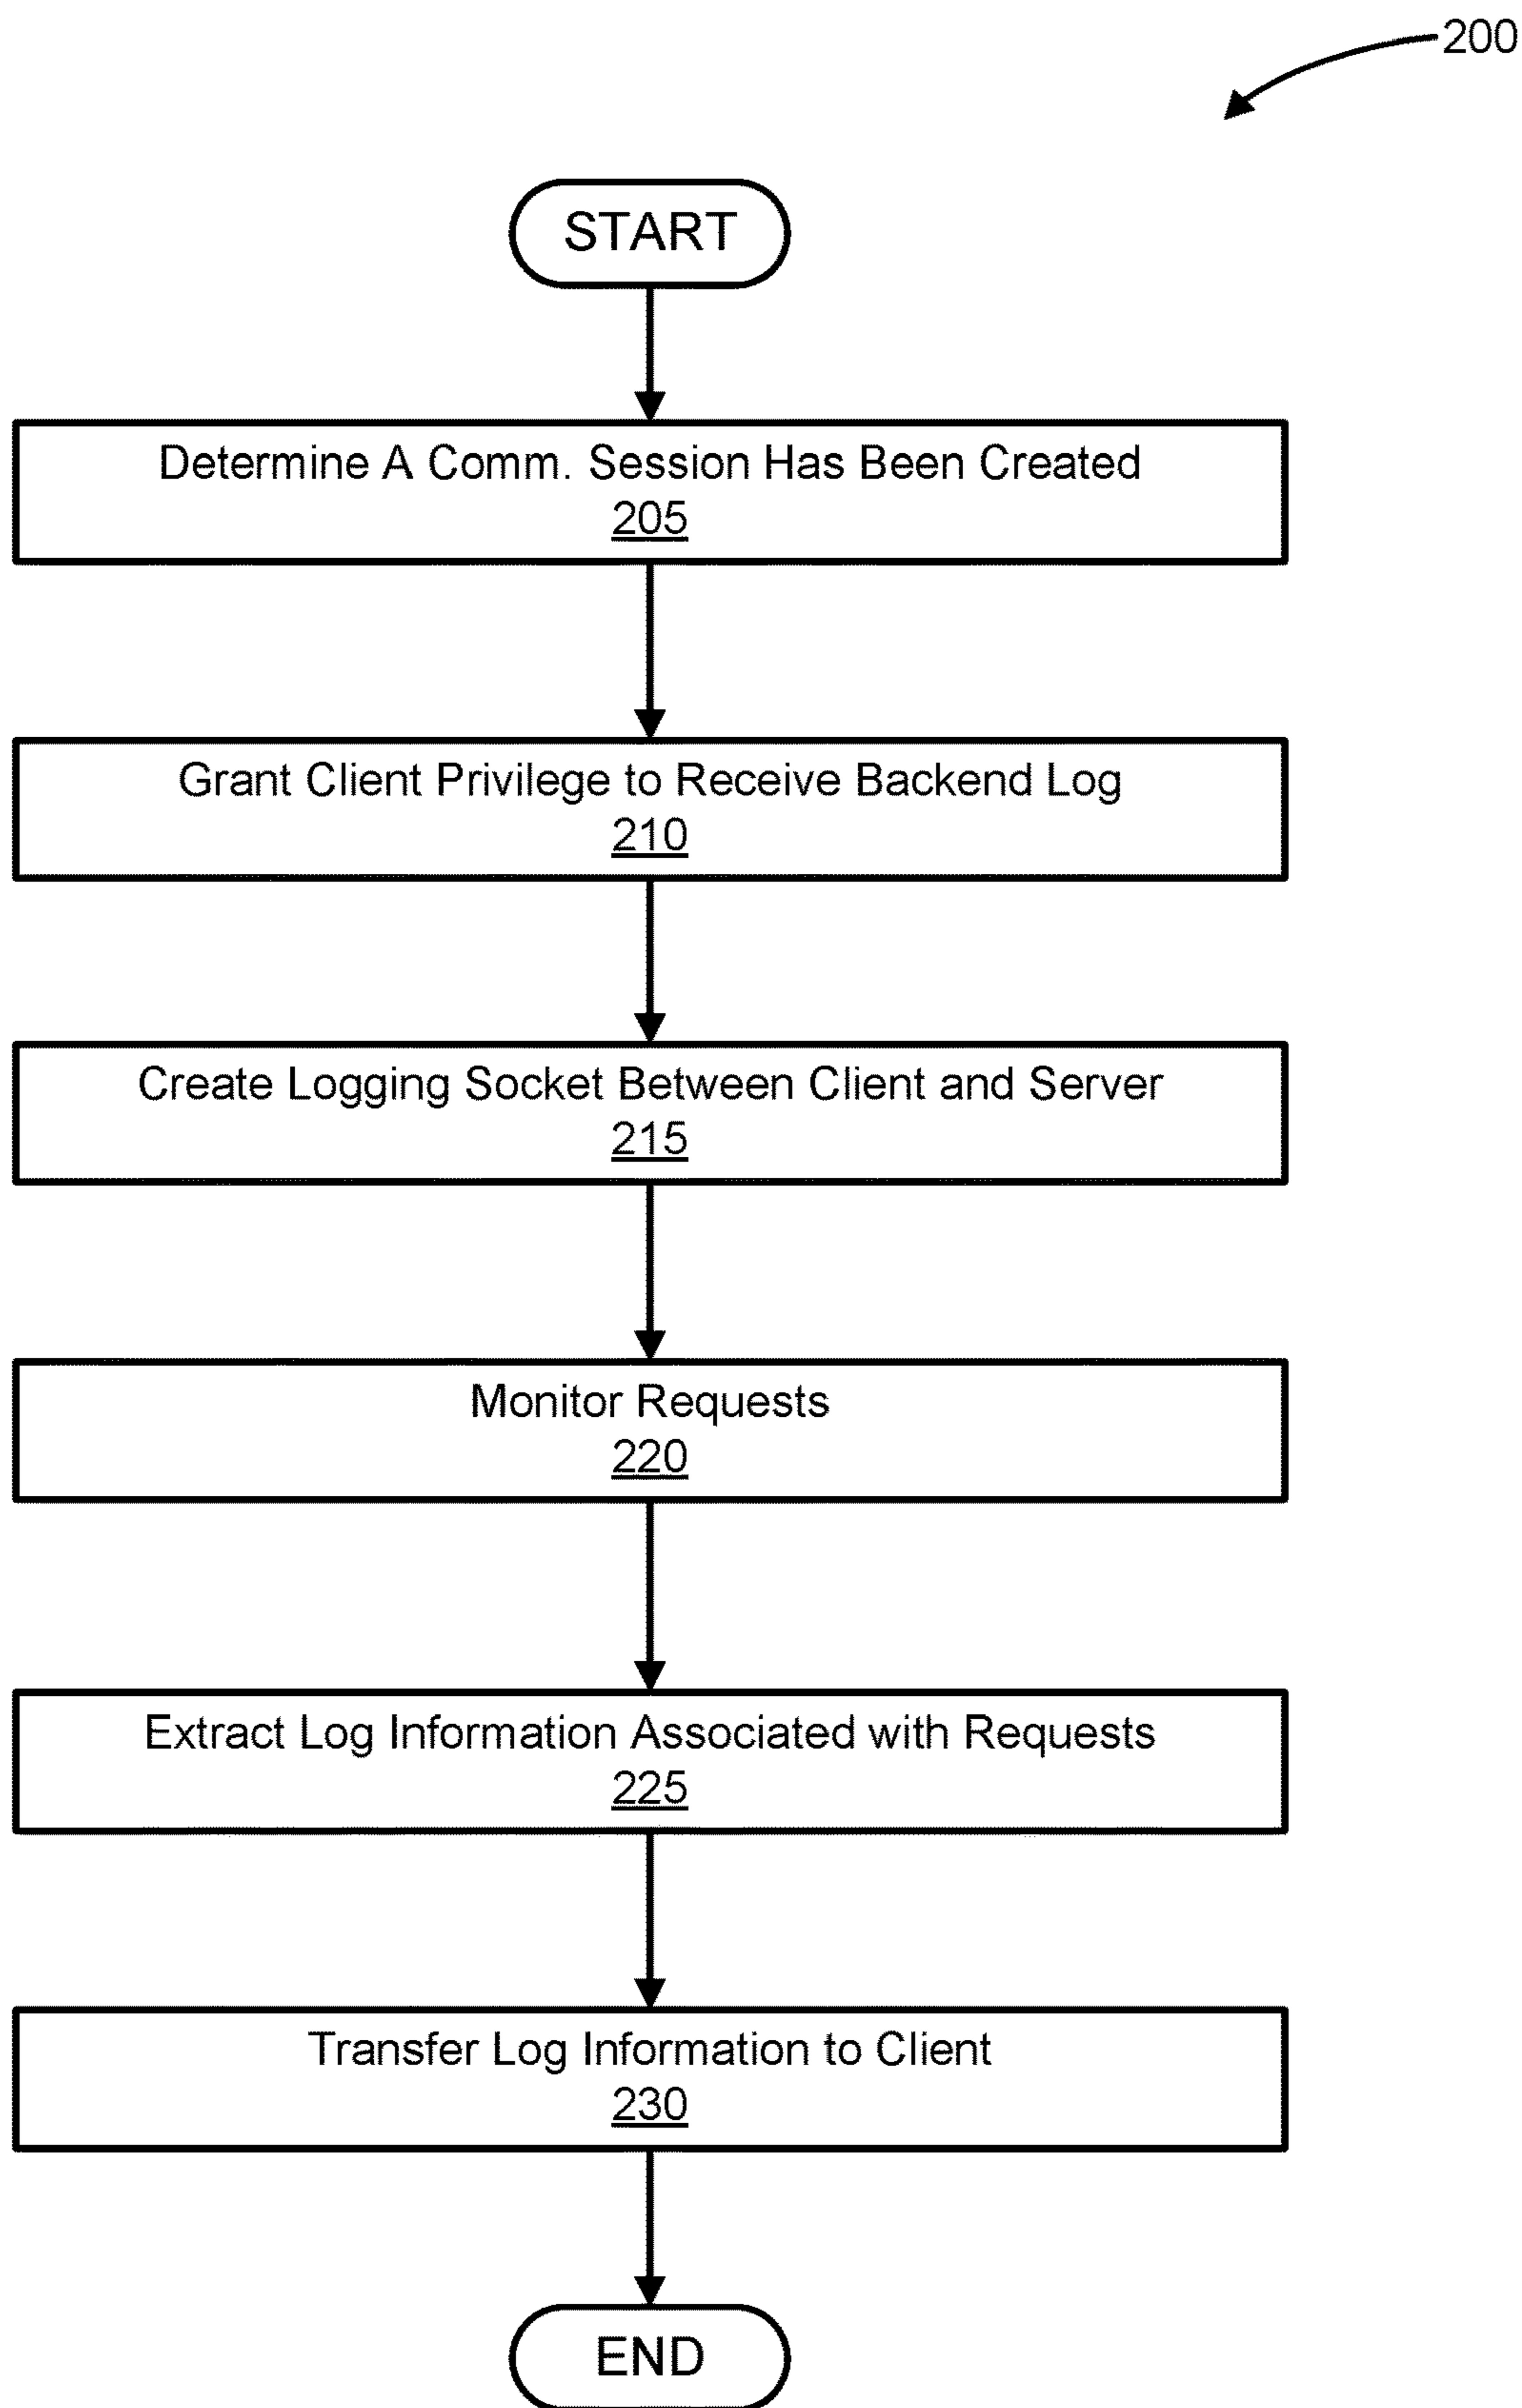 200
START
Determine A Comm. Session Has Been Created
205
Grant Client Privilege to Receive Backend Log
210
Create Logging Socket Between Client and Server
215
Monitor Requests
220
Extract Log Information Associated with Requests
225
Transfer Log Information to Client
230
END